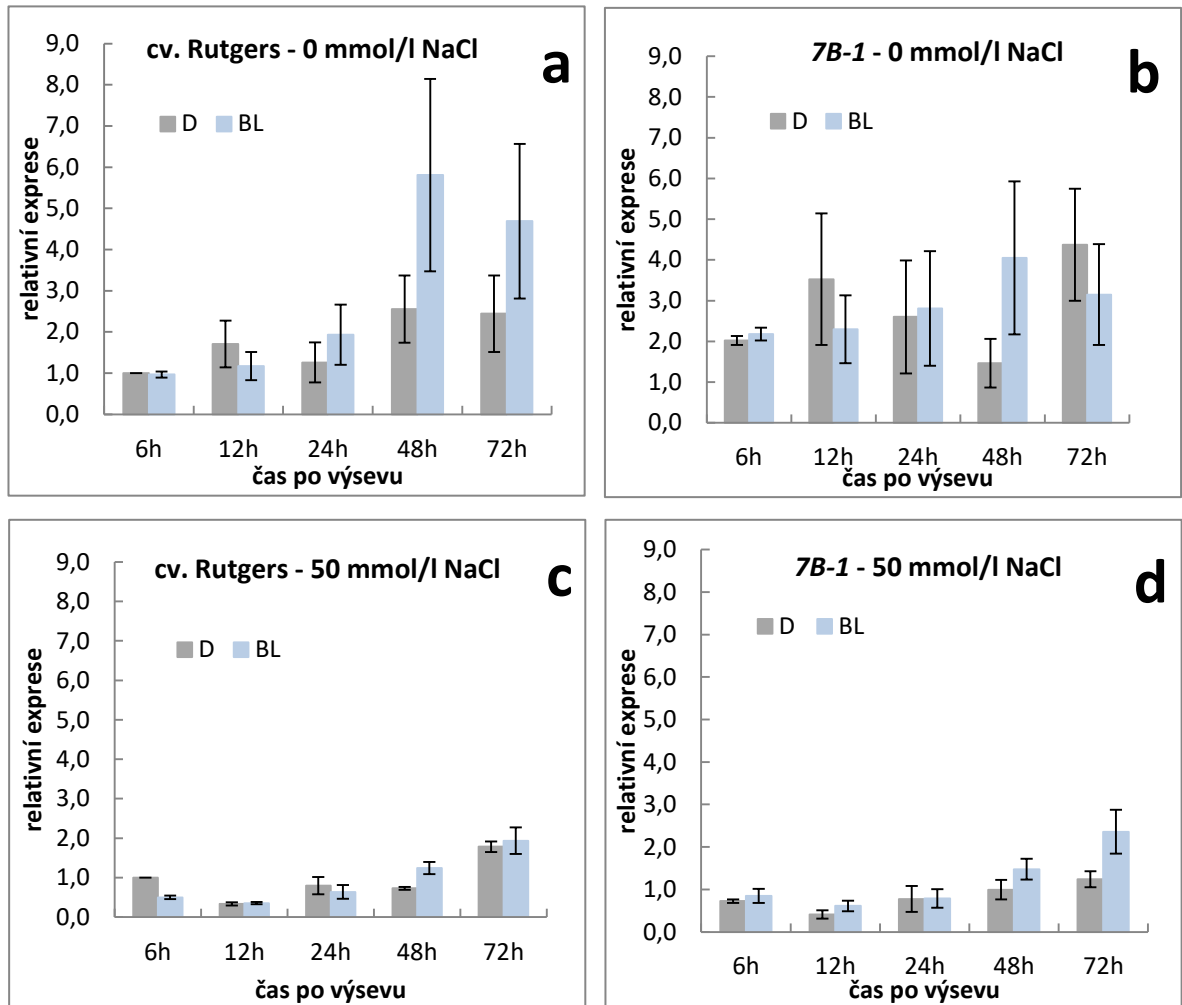 cv. Rutgers - 0 mmol/l NaCl
a
D BL
relativní exprese
9,0
8,0
7,0
6,0
5,0
4,0
3,0
2,0
1,0
0,0
6h 12h 24h 48h 72h
čas po výsevu
7B-1 - 0 mmol/l NaCl
b
D BL
relativní exprese
9,0
8,0
7,0
6,0
5,0
4,0
3,0
2,0
1,0
0,0
6h 12h 24h 48h 72h
čas po výsevu
cv. Rutgers - 50 mmol/l NaCl
c
D BL
relativní exprese
9,0
8,0
7,0
6,0
5,0
4,0
3,0
2,0
1,0
0,0
6h 12h 24h 48h 72h
čas po výsevu
7B-1 - 50 mmol/l NaCl
d
D BL
relativní exprese
9,0
8,0
7,0
6,0
5,0
4,0
3,0
2,0
1,0
0,0
6h 12h 24h 48h 72h
čas po výsevu